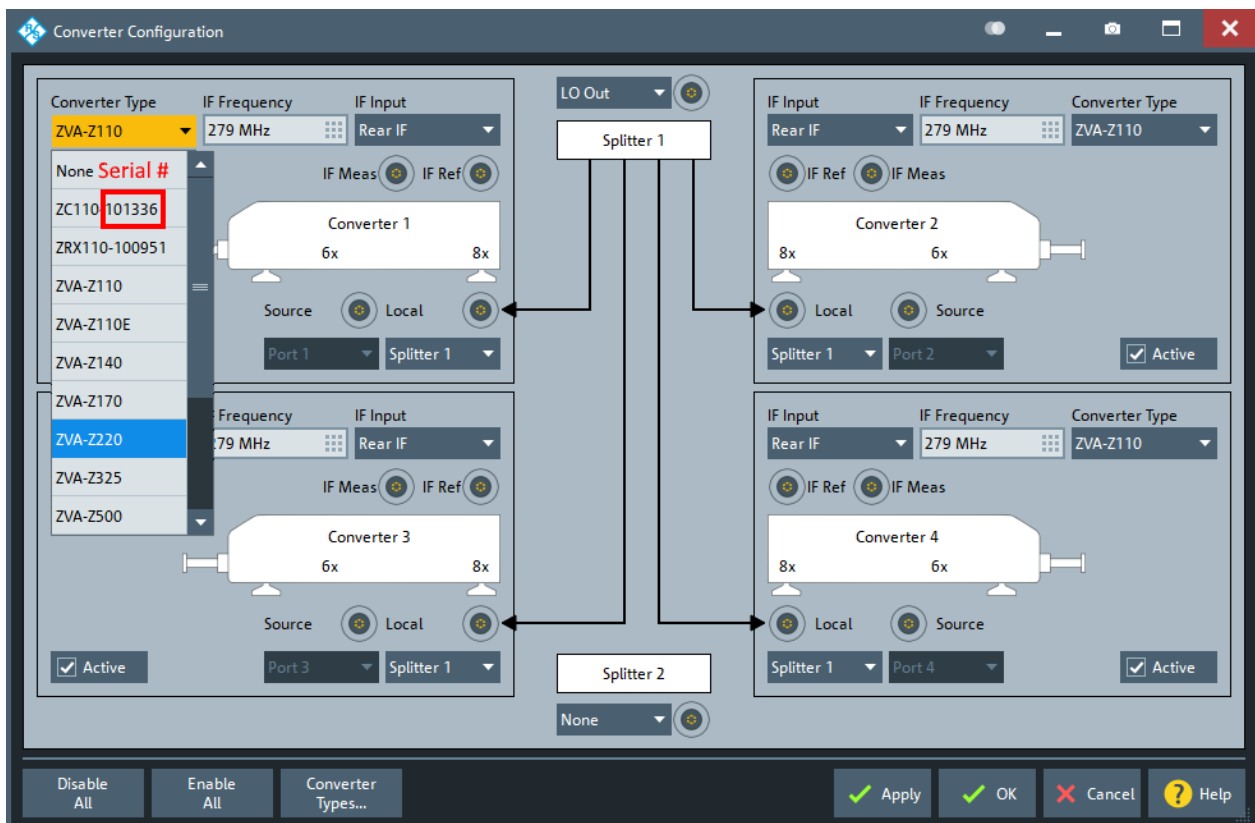 Converter Configuration
Converter Type IF Frequency IF Input
ZVA-Z110 279 MHz Rear IF
None Serial #
ZC110-101336
ZRX110-100951
ZVA-Z110
ZVA-Z110E
ZVA-Z140
ZVA-Z170
ZVA-Z220
ZVA-Z325
ZVA-Z500
IF Meas IF Ref
Converter 1
6x 8x
Source Local
Port 1 Splitter 1
LO Out
Splitter 1
IF Input IF Frequency Converter Type
Rear IF 279 MHz ZVA-Z110
IF Ref IF Meas
Converter 2
8x 6x
Local Source
Splitter 1 Port 2 Active
Frequency IF Input
279 MHz Rear IF
IF Meas IF Ref
Converter 3
6x 8x
Source Local
Active Port 3 Splitter 1
Splitter 2
None
IF Input IF Frequency Converter Type
Rear IF 279 MHz ZVA-Z110
IF Ref IF Meas
Converter 4
8x 6x
Local Source
Splitter 1 Port 4 Active
Disable All
Enable All
Converter Types...
Apply
OK
Cancel
? Help